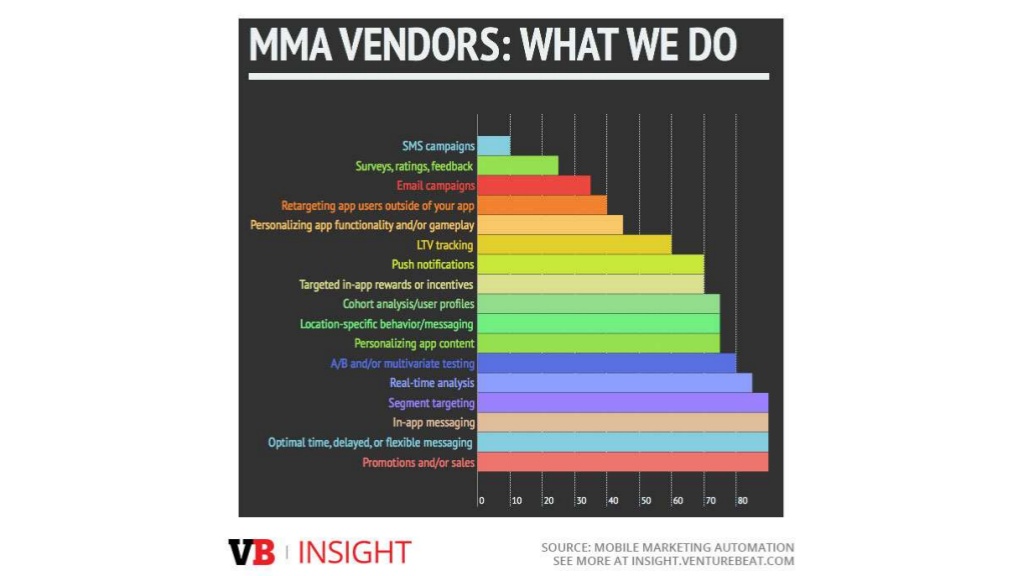 MMA VENDORS: WHAT WE DO
SMS campaigns
Surveys, ratings, feedback
Email campaigns
Retargeting app users outside of your app
Personalizing app functionality and/or gameplay
LTV tracking
Push notifications
Targeted in-app rewards or incentives
Cohort analysis/user profiles
Location-specific behavior/messaging
Personalizing app content
A/B and/or multivariate testing
Real-time analysis
Segment targeting
In-app messaging
Optimal time, delayed, or flexible messaging
Promotions and/or sales
0 10 20 30 40 50 60 70 80
VB | INSIGHT
SOURCE: MOBILE MARKETING AUTOMATION
SEE MORE AT INSIGHT.VENTUREBEAT.COM